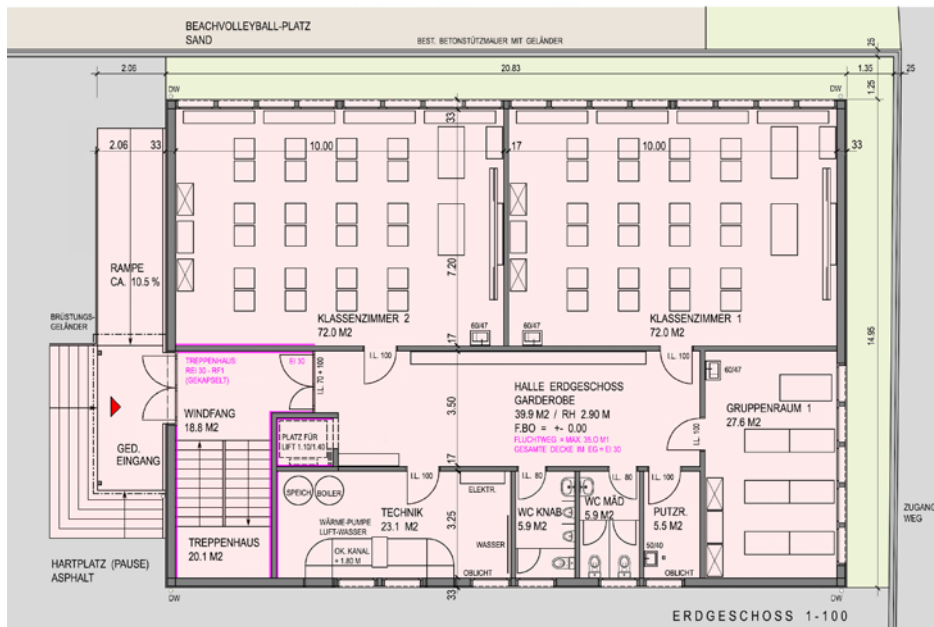 BEACHVOLLEYBALL-PLATZ
SAND
BEST. BETONSTÜTZMAUER MIT GELÄNDER
25
2.06
20.83
1.35
25
DW
DW
1.25
33
2.06
33
10.00
17
10.00
33
RAMPE
CA. 10.5 %
7.20
BRÜSTUNGS-
GELÄNDER
KLASSENZIMMER 2
72.0 M2
60/47
60/47
KLASSENZIMMER 1
72.0 M2
14.95
17
TREPPENHAUS
REI 30 - RF1
(GEKAPSELT)
EI 30
I.L. 70 + 100
I.L. 100
I.L. 100
60/47
WINDFANG
18.8 M2
3.50
HALLE ERDGESCHOSS
GARDEROBE
39.9 M2 / RH 2.90 M
F.BO = +- 0.00
FLUCHTWEG = MAX. 35.0 M1
GESAMTE DECKE IM EG = EI 30
GRUPPENRAUM 1
27.6 M2
I.L. 100
GED.
EINGANG
PLATZ FÜR
LIFT 1.10/1.40
17
I.L. 100
I.L. 80
I.L. 80
I.L. 100
SPEICH
BOILER
ELEKTR.
TECHNIK
23.1 M2
3.25
WC KNAB
5.9 M2
WC MÄD
5.9 M2
PUTZR.
5.5 M2
ZUGANG
WEG
WÄRME-PUMPE
LUFT-WASSER
WASSER
TREPPENHAUS
20.1 M2
OK. KANAL
+ 1.80 M
50/40
HARTPLATZ (PAUSE)
ASPHALT
OBLICHT
OBLICHT
DW
33
DW
ERDGESCHOSS 1-100